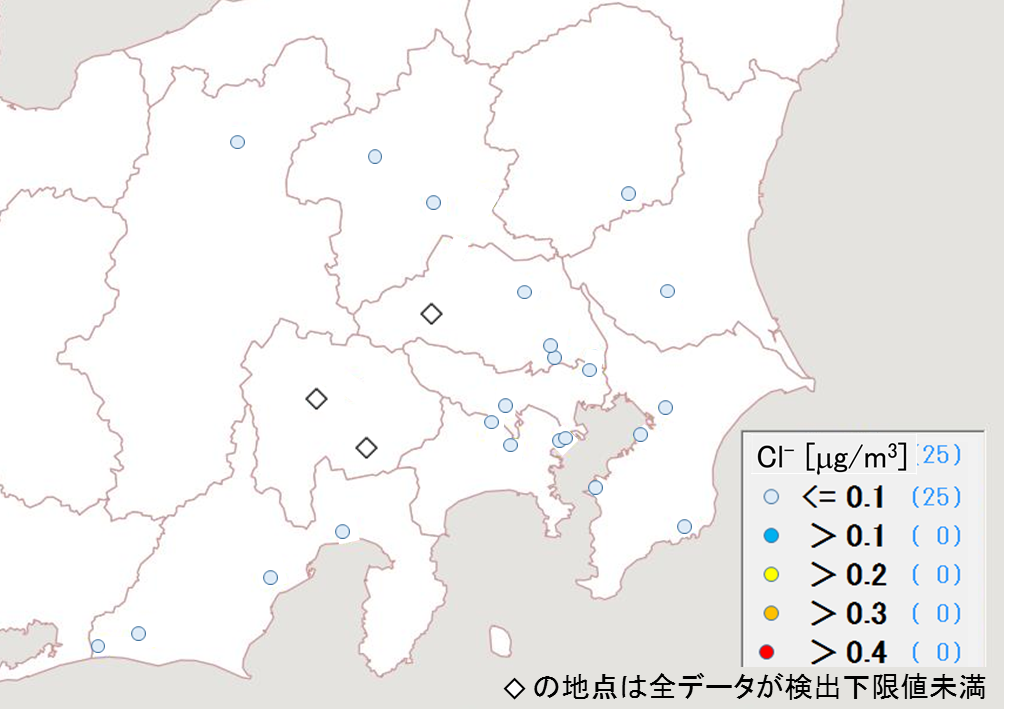 Cl⁻ [μg/m³] (25)
<= 0.1 (25)
> 0.1 ( 0)
> 0.2 ( 0)
> 0.3 ( 0)
> 0.4 ( 0)
◇の地点は全データが検出下限値未満